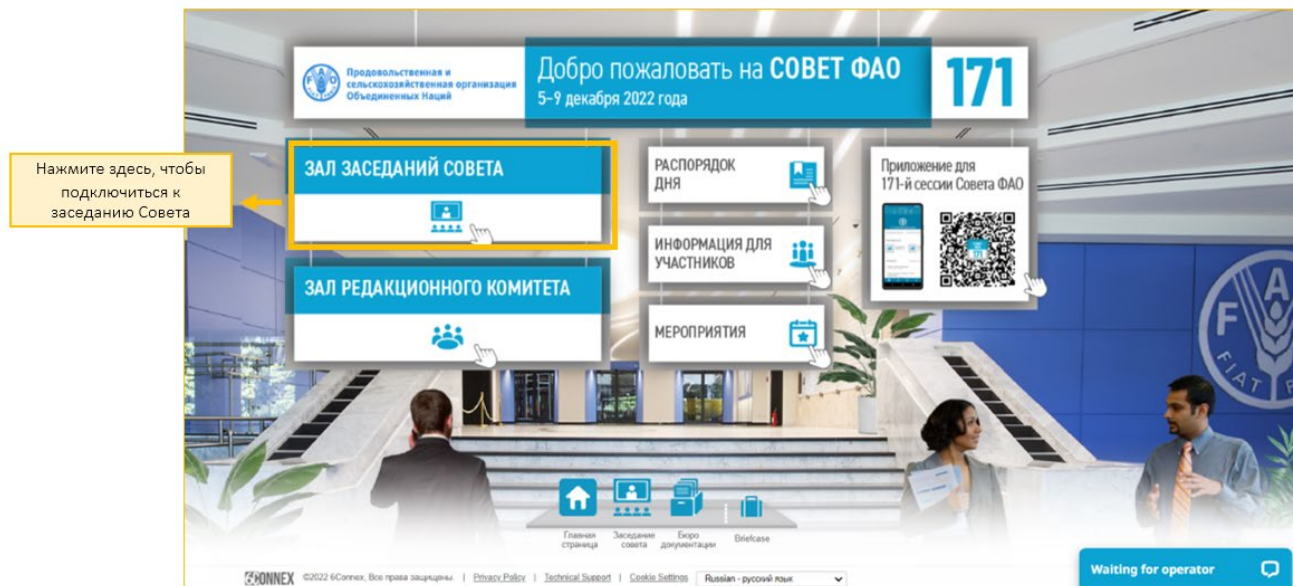 Продовольственная и
сельскохозяйственная организация
Объединенных Наций
Добро пожаловать на СОВЕТ ФАО
5–9 декабря 2022 года
171
Нажмите здесь, чтобы
подключиться к
заседанию Совета
ЗАЛ ЗАСЕДАНИЙ СОВЕТА
ЗАЛ РЕДАКЦИОННОГО КОМИТЕТА
РАСПОРЯДОК
ДНЯ
ИНФОРМАЦИЯ ДЛЯ
УЧАСТНИКОВ
МЕРОПРИЯТИЯ
Приложение для
171-й сессии Совета ФАО
F A
FIAT
Главная
страница
Заседание
совета
Бюро
документации
Briefcase
6CONNEX ©2022 6Connex, Все права защищены. | Privacy Policy | Technical Support | Cookie Settings Russian - русский язык
Waiting for operator